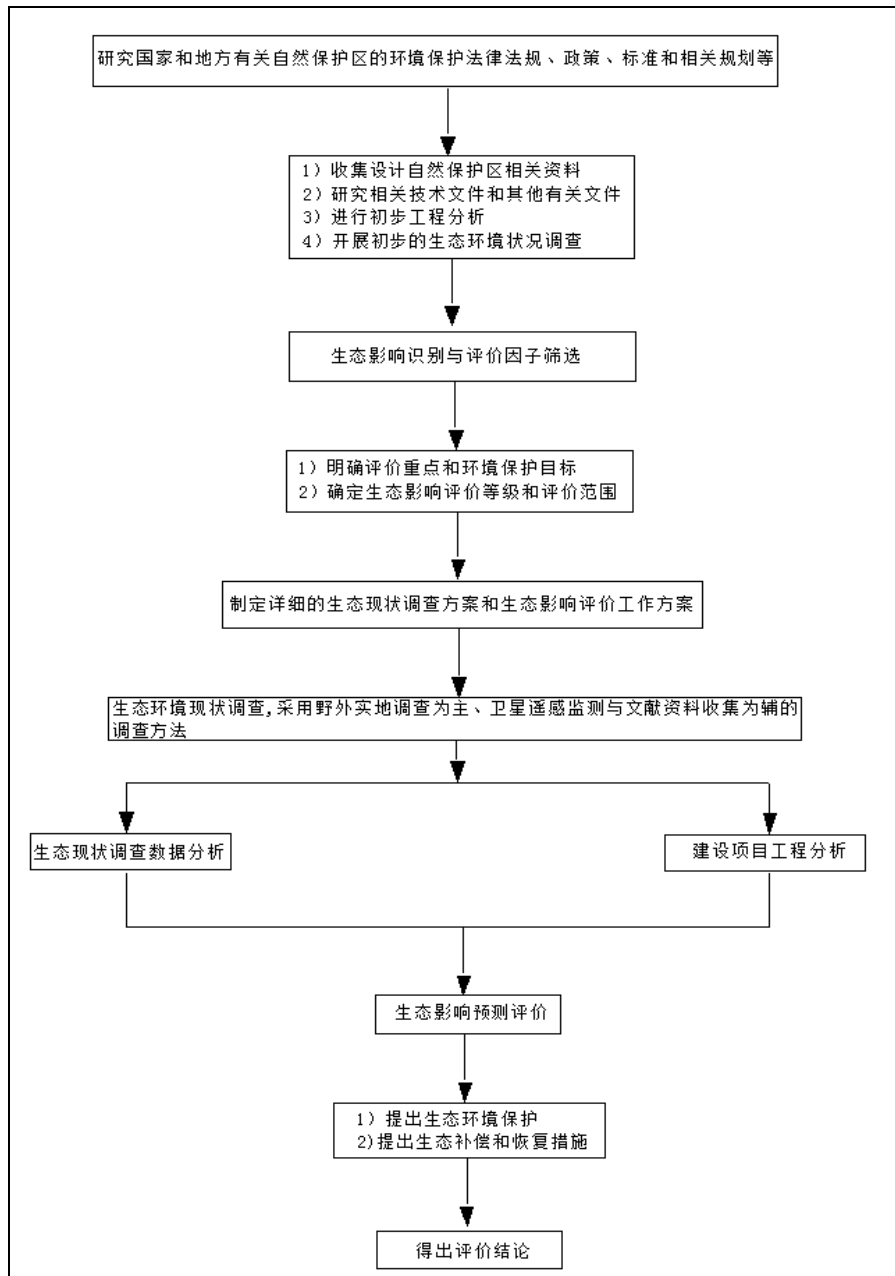 研究国家和地方有关自然保护区的环境保护法律法规、政策、标准和相关规划等
1）收集设计自然保护区相关资料
2）研究相关技术文件和其他有关文件
3）进行初步工程分析
4）开展初步的生态环境状况调查
生态影响识别与评价因子筛选
1）明确评价重点和环境保护目标
2）确定生态影响评价等级和评价范围
制定详细的生态现状调查方案和生态影响评价工作方案
生态环境现状调查,采用野外实地调查为主、卫星遥感监测与文献资料收集为辅的
调查方法
生态现状调查数据分析
建设项目工程分析
生态影响预测评价
1）提出生态环境保护
2)提出生态补偿和恢复措施
得出评价结论